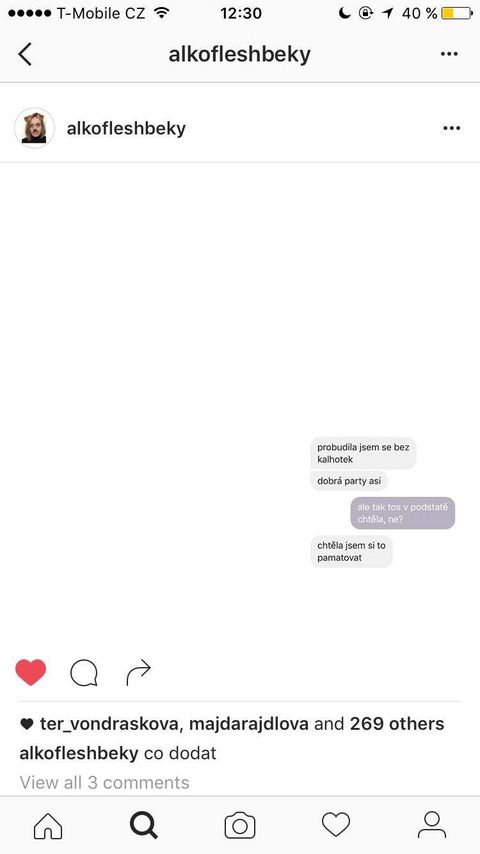 T-Mobile CZ 12:30 40 %
alkofleshbeky
alkofleshbeky
probudila jsem se bez
kalhotek
dobrá party asi
ale tak tos v podstatě
chtěla, ne?
chtěla jsem si to
pamatovat
ter_vondraskova, majdarajdlova and 269 others
alkofleshbeky co dodat
View all 3 comments